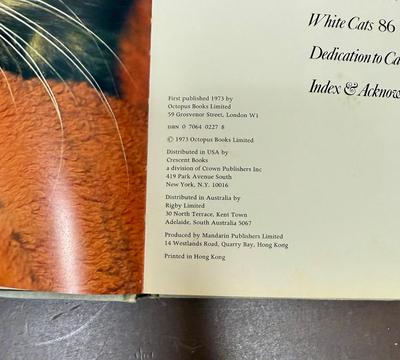 White Cats 86
Dedication to Ca
Index & Acknow
First published 1973 by
Octopus Books Limited
59 Grosvenor Street, London W1
ISBN 0 7064 0227 8
© 1973 Octopus Books Limited
Distributed in USA by
Crescent Books
a division of Crown Publishers Inc
419 Park Avenue South
New York, N.Y. 10016
Distributed in Australia by
Rigby Limited
30 North Terrace, Kent Town
Adelaide, South Australia 5067
Produced by Mandarin Publishers Limited
14 Westlands Road, Quarry Bay, Hong Kong
Printed in Hong Kong